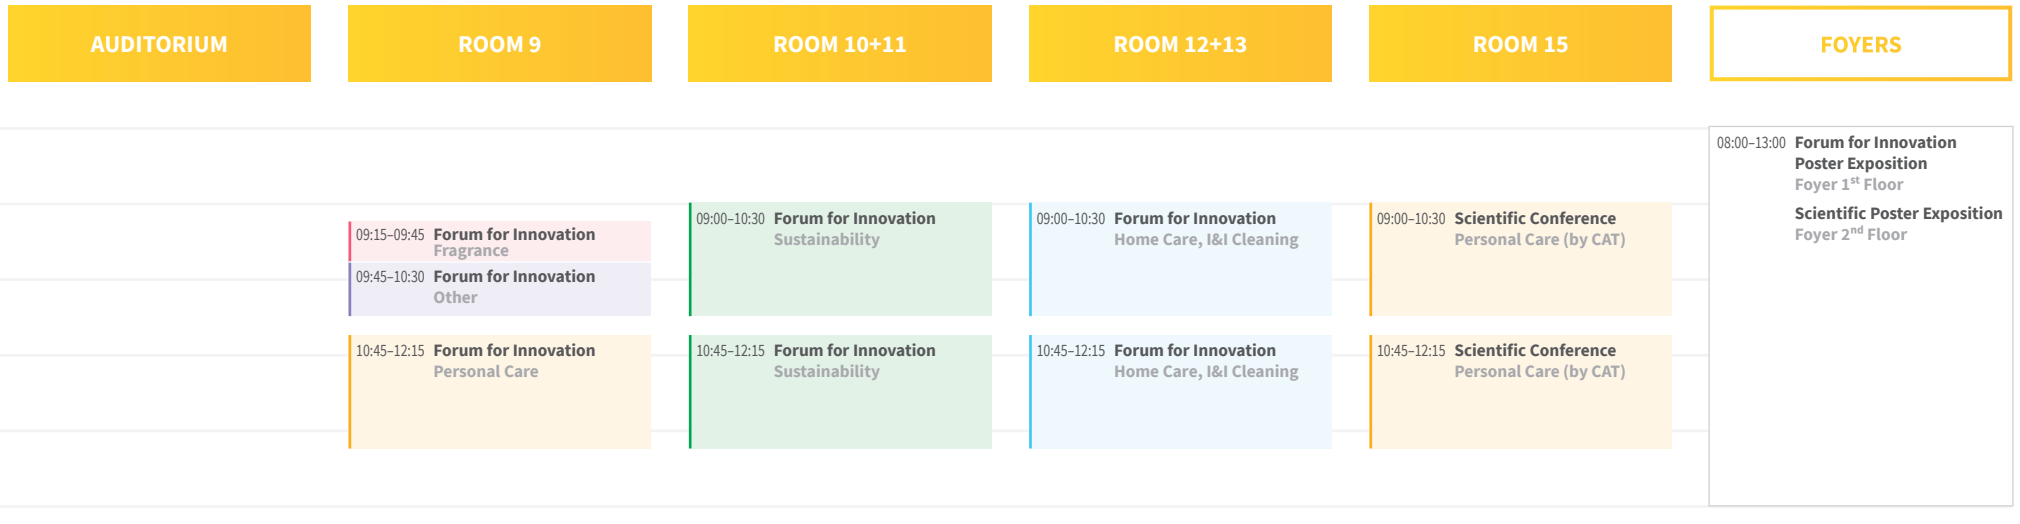 AUDITORIUM
ROOM 9
ROOM 10+11
ROOM 12+13
ROOM 15
FOYERS
09:15–09:45 Forum for Innovation
Fragrance
09:45–10:30 Forum for Innovation
Other
10:45–12:15 Forum for Innovation
Personal Care
09:00–10:30 Forum for Innovation
Sustainability
10:45–12:15 Forum for Innovation
Sustainability
09:00–10:30 Forum for Innovation
Home Care, I&I Cleaning
10:45–12:15 Forum for Innovation
Home Care, I&I Cleaning
09:00–10:30 Scientific Conference
Personal Care (by CAT)
10:45–12:15 Scientific Conference
Personal Care (by CAT)
08:00–13:00 Forum for Innovation
Poster Exposition
Foyer 1st Floor
Scientific Poster Exposition
Foyer 2nd Floor